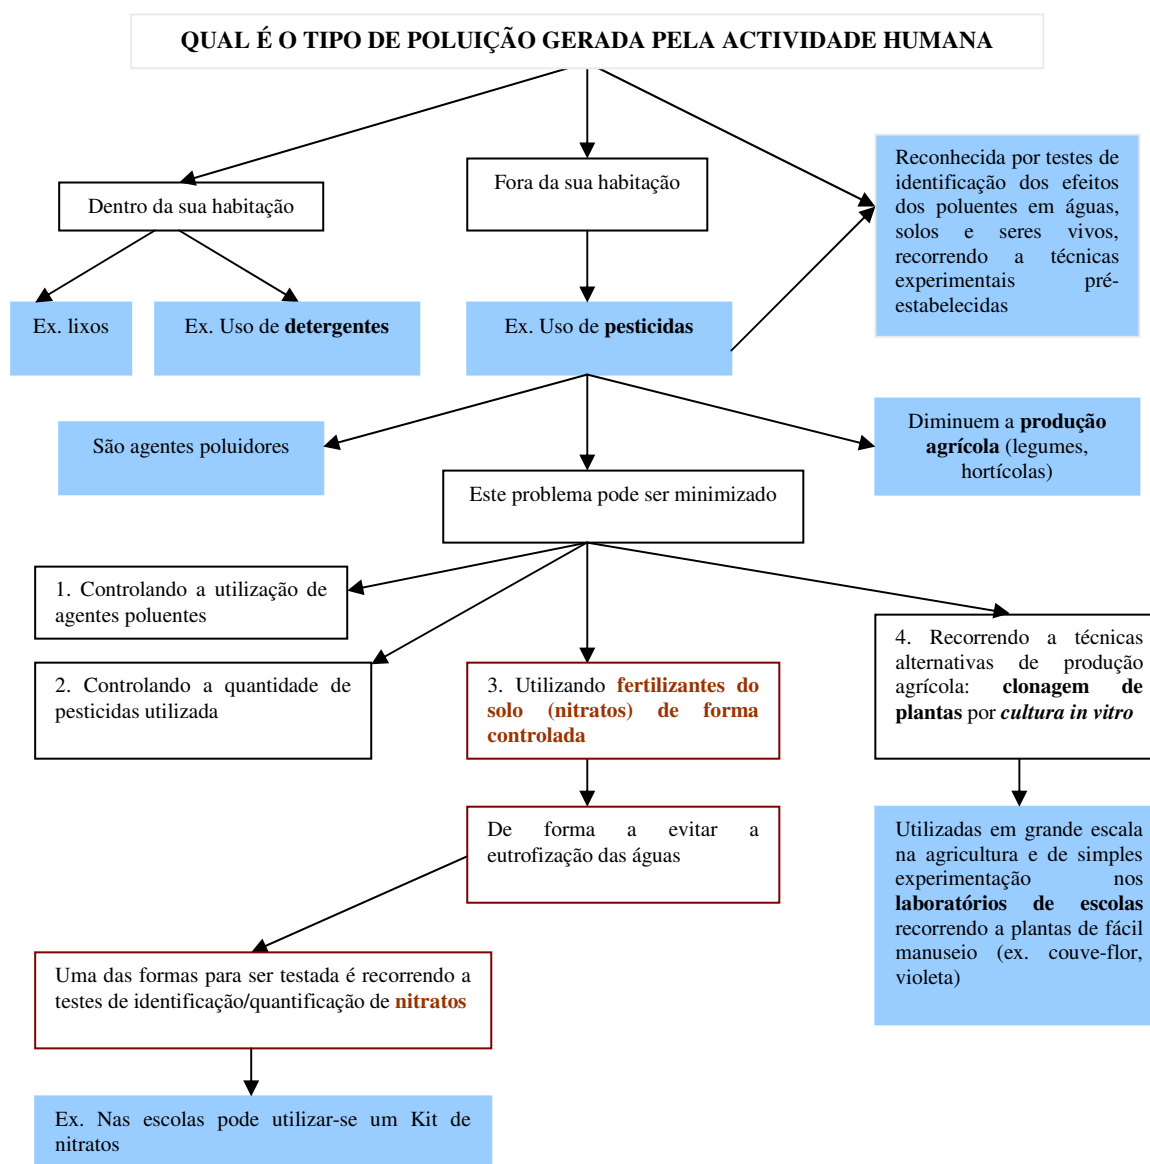 QUAL É O TIPO DE POLUIÇÃO GERADA PELA ACTIVIDADE HUMANA
Dentro da sua habitação
Fora da sua habitação
Reconhecida por testes de
identificação dos efeitos
dos poluentes em águas,
solos e seres vivos,
recorrendo a técnicas
experimentais pré-
estabelecidas
Ex. lixos
Ex. Uso de detergentes
Ex. Uso de pesticidas
São agentes poluidores
Diminuem a produção
agrícola (legumes,
hortícolas)
Este problema pode ser minimizado
1. Controlando a utilização de
agentes poluentes
2. Controlando a quantidade de
pesticidas utilizada
3. Utilizando fertilizantes do
solo (nitratos) de forma
controlada
4. Recorrendo a técnicas
alternativas de produção
agrícola: clonagem de
plantas por cultura in vitro
De forma a evitar a
eutrofização das águas
Utilizadas em grande escala
na agricultura e de simples
experimentação nos
laboratórios de escolas
recorrendo a plantas de fácil
manuseio (ex. couve-flor,
violeta)
Uma das formas para ser testada é recorrendo a
testes de identificação/quantificação de nitratos
Ex. Nas escolas pode utilizar-se um Kit de
nitratos